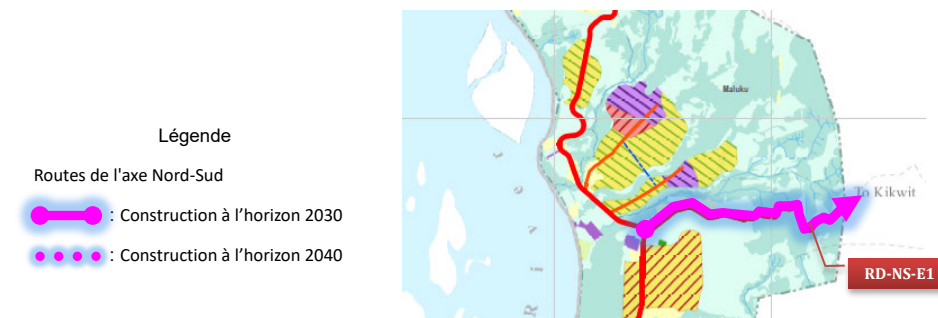 Légende
Routes de l'axe Nord-Sud
: Construction à l'horizon 2030
: Construction à l’horizon 2040
Maluku
To Kikwit
RD-NS-E1